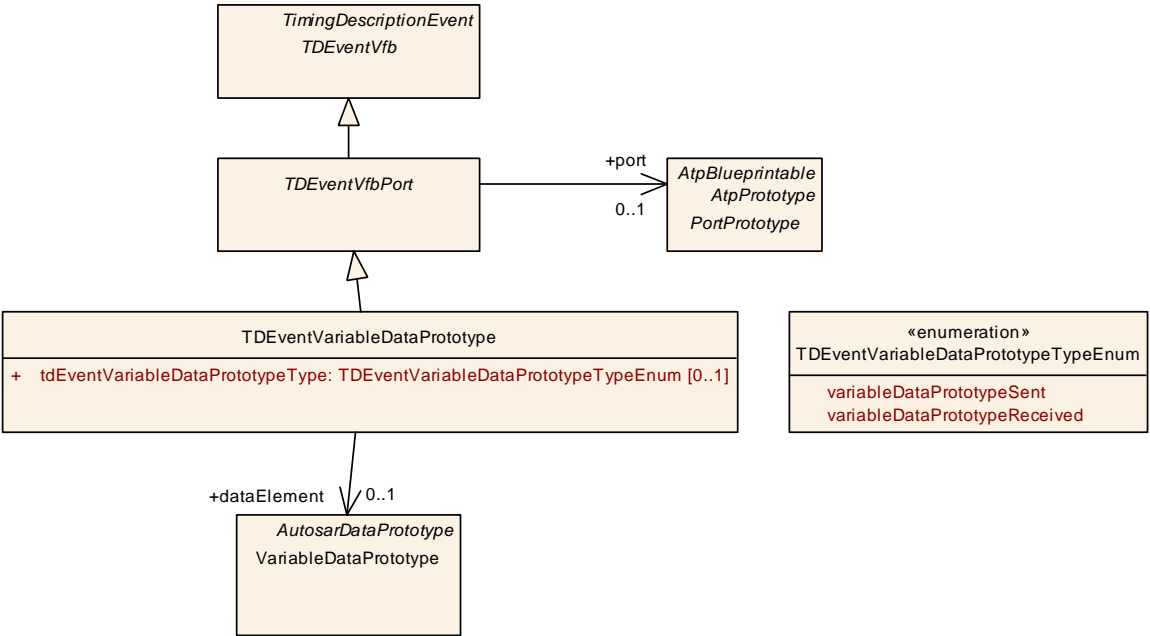 TimingDescriptionEvent
TDEventVfb
TDEventVfbPort
+port
0..1
AtpBlueprintable
AtpPrototype
PortPrototype
TDEventVariableDataPrototype
+ tdEventVariableDataPrototypeType: TDEventVariableDataPrototypeTypeEnum [0..1]
«enumeration»
TDEventVariableDataPrototypeTypeEnum
variableDataPrototypeSent
variableDataPrototypeReceived
+dataElement
0..1
AutosarDataPrototype
VariableDataPrototype